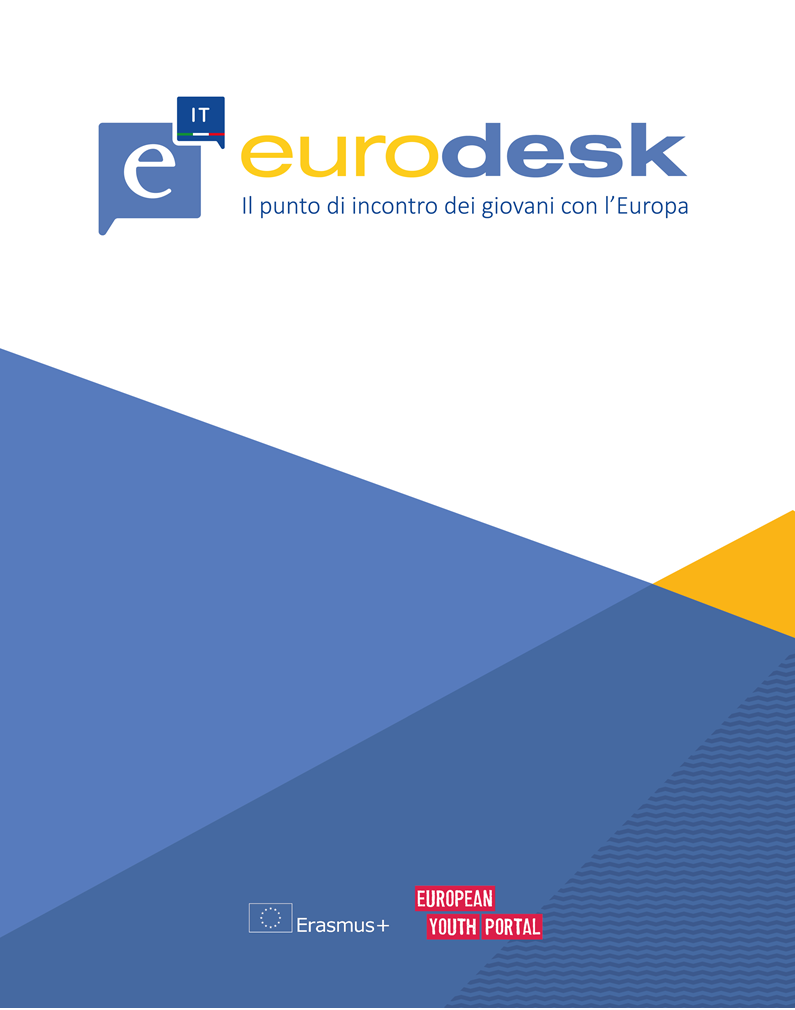 IT
e
eurodesk
Il punto di incontro dei giovani con l'Europa
Erasmus+
EUROPEAN
YOUTH PORTAL